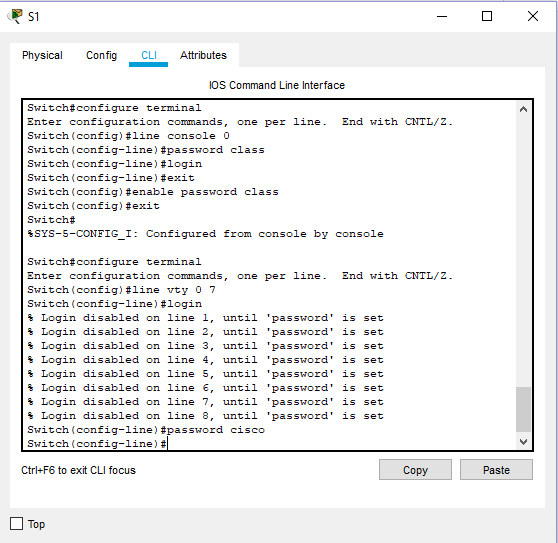 S1
Physical Config CLI Attributes
IOS Command Line Interface
Switch#configure terminal
Enter configuration commands, one per line.  End with CNTL/Z.
Switch(config)#line console 0
Switch(config-line)#password class
Switch(config-line)#login
Switch(config-line)#exit
Switch(config)#enable password class
Switch(config)#exit
Switch#
%SYS-5-CONFIG_I: Configured from console by console
Switch#configure terminal
Enter configuration commands, one per line.  End with CNTL/Z.
Switch(config)#line vty 0 7
Switch(config-line)#login
% Login disabled on line 1, until 'password' is set
% Login disabled on line 2, until 'password' is set
% Login disabled on line 3, until 'password' is set
% Login disabled on line 4, until 'password' is set
% Login disabled on line 5, until 'password' is set
% Login disabled on line 6, until 'password' is set
% Login disabled on line 7, until 'password' is set
% Login disabled on line 8, until 'password' is set
Switch(config-line)#password cisco
Switch(config-line)#
Ctrl+F6 to exit CLI focus
Copy Paste
Top